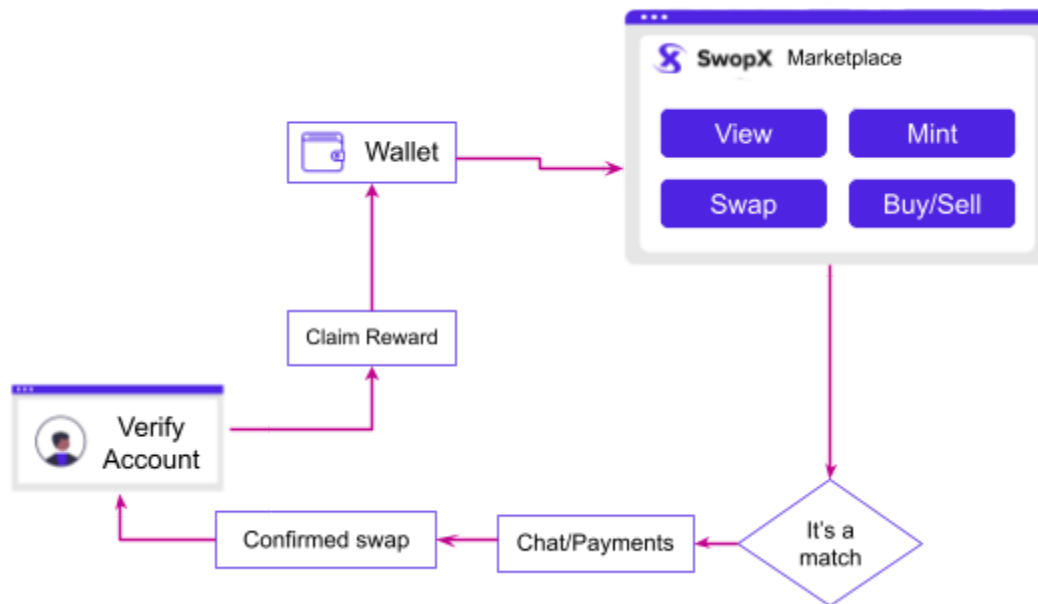 SwopX Marketplace
View
Mint
Swap
Buy/Sell
Wallet
Claim Reward
Verify
Account
Confirmed swap
Chat/Payments
It's a
match